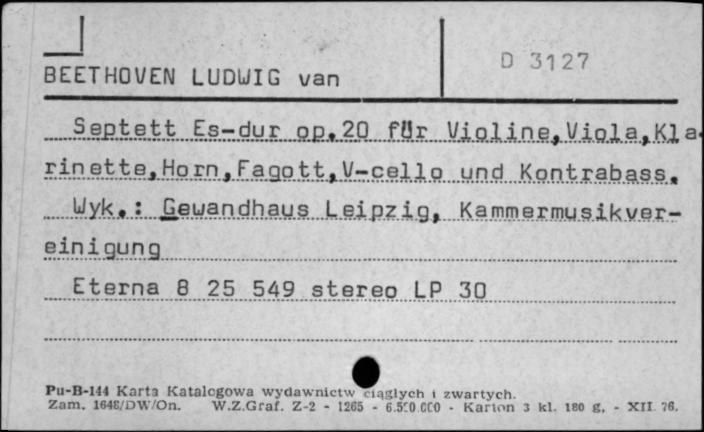 D 3127
BEETHOVEN LUDWIG van
Septett Es-dur op.20 für Violine,Viola,Kla-
rinette,Horn,Fagott,V-cello und Kontrabass.
Wyk.: Gewandhaus Leipzig, Kammermusikver-
einigung
Eterna 8 25 549 stereo LP 30
Pu-B-144 Karta Katalogowa wydawnictw ciągłych i zwartych.
Zam. 1648/DW/On. W.Z.Graf. Z-2 - 1265 - 6.500.000 - Karton 3 kl. 180 g. - XII. 76.